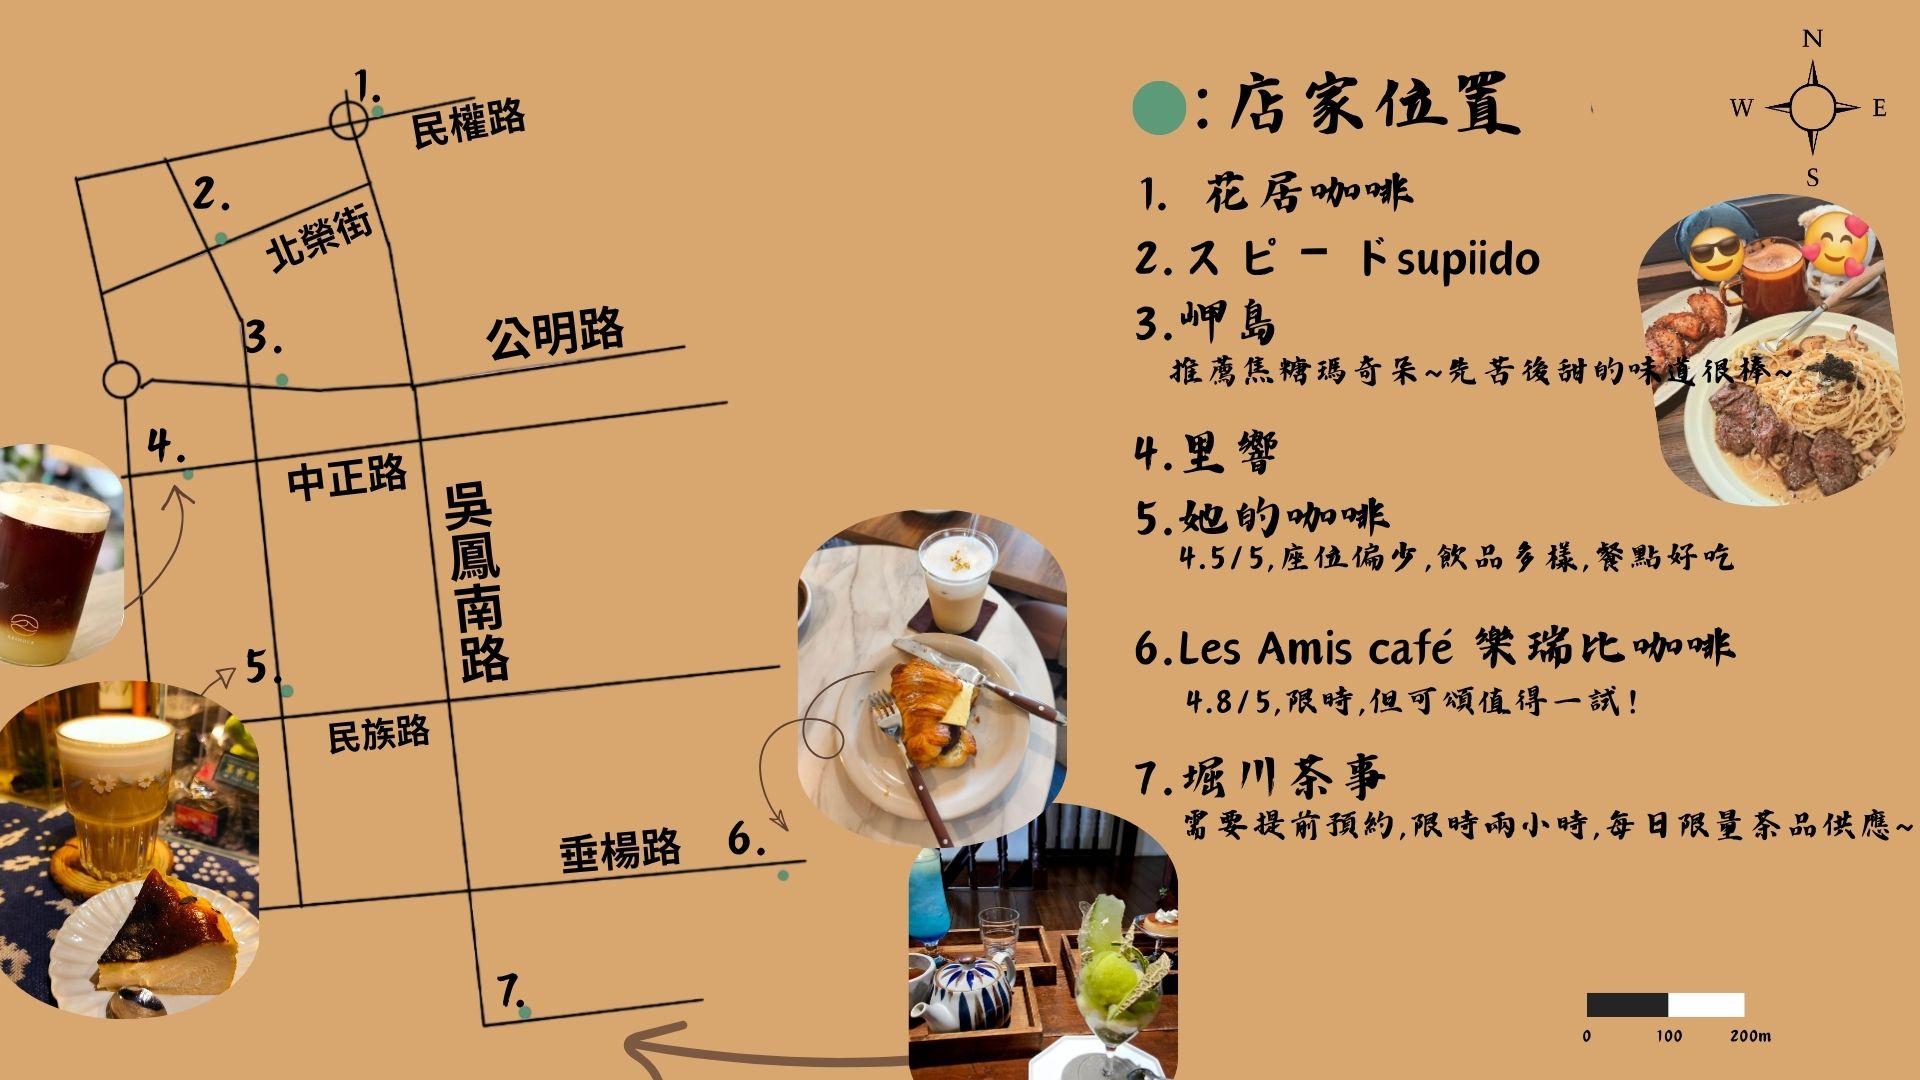 1.
民權路
2.
北榮街
3.
公明路
4.
中正路
吳鳳南路
5.
民族路
垂楊路
6.
7.
N
W
E
S
:店家位置
1. 花居咖啡
2.スピードsupiido
3.岬島
推薦焦糖瑪奇朵~先苦後甜的味道很棒~
4.里響
5.她的咖啡
4.5/5,座位偏少,飲品多樣,餐點好吃
6.Les Amis café 樂瑞比咖啡
4.8/5,限時,但可頌值得一試!
7.堀川茶事
需要提前預約,限時兩小時,每日限量茶品供應~
0 100 200m